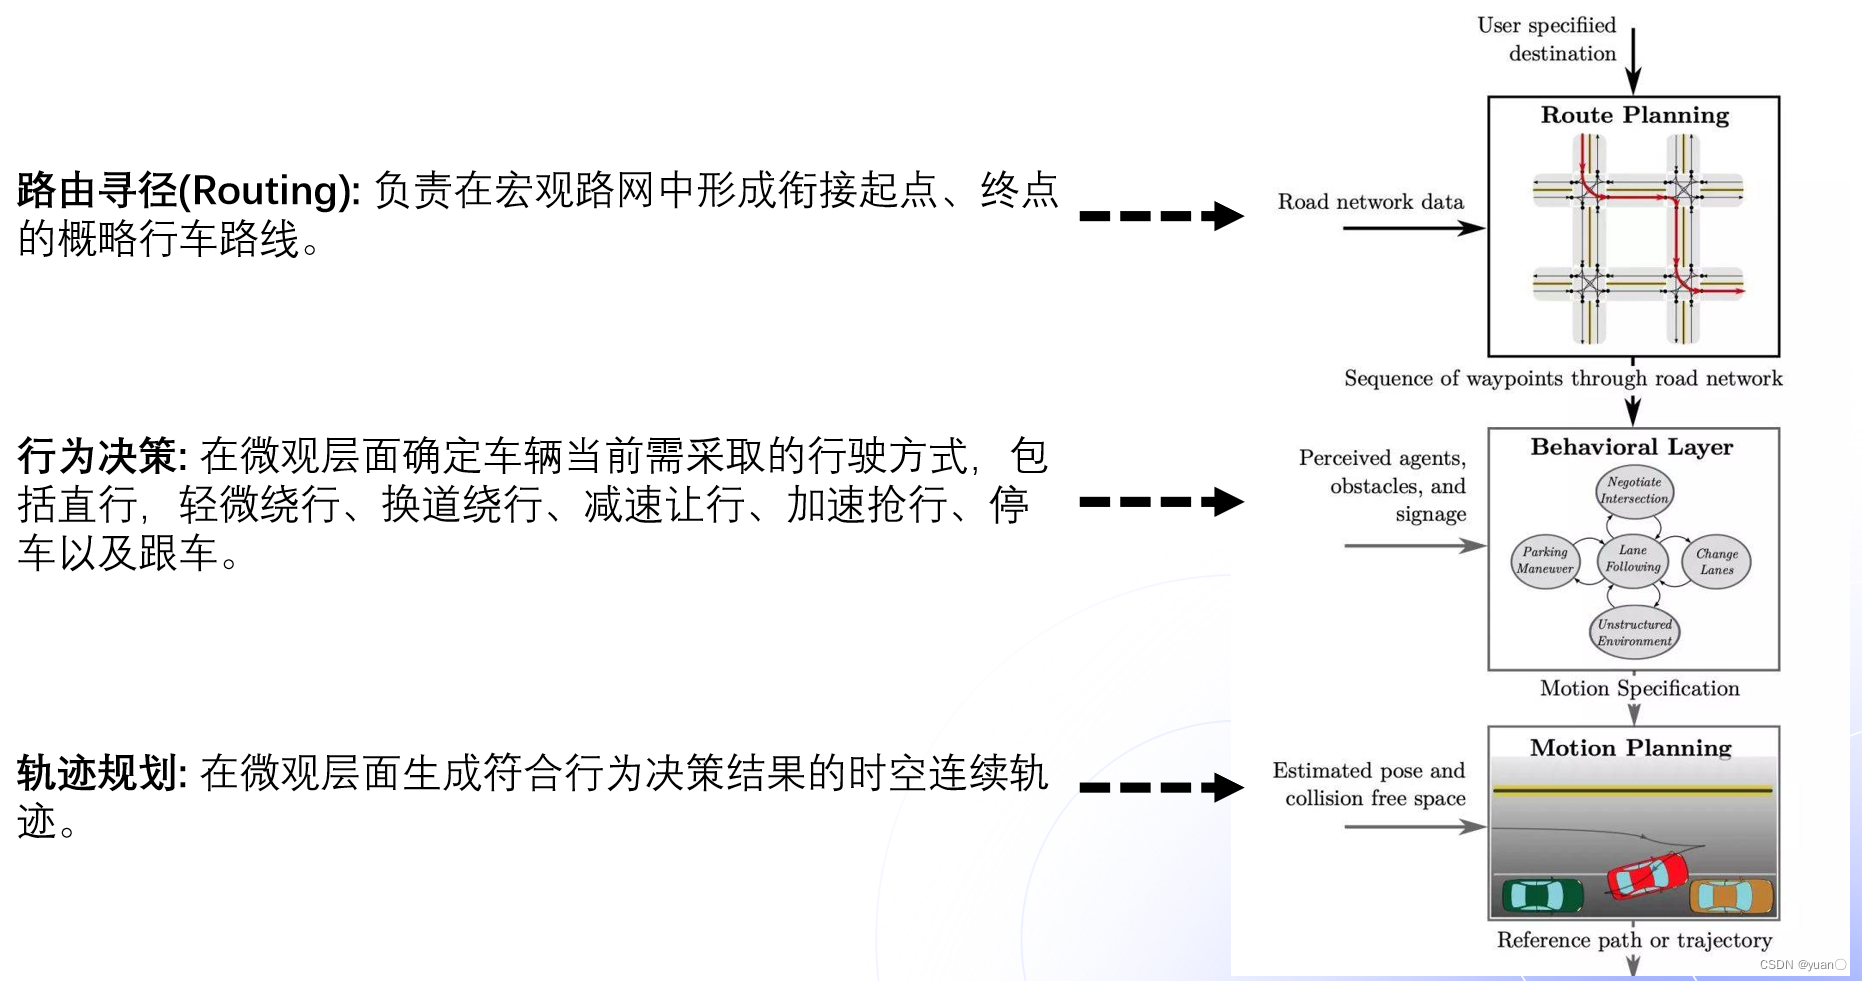 User specifiied
destination
Route Planning
路由寻径(Routing): 负责在宏观路网中形成衔接起点、终点
的概略行车路线。
Road network data
Sequence of waypoints through road network
行为决策: 在微观层面确定车辆当前需采取的行驶方式，包
括直行，轻微绕行、换道绕行、减速让行、加速抢行、停
车以及跟车。
Perceived agents,
obstacles, and
signage
Behavioral Layer
Negotiate
Intersection
Parking
Maneuver
Lane
Following
Change
Lanes
Unstructured
Environment
Motion Specification
轨迹规划: 在微观层面生成符合行为决策结果的时空连续轨
迹。
Estimated pose and
collision free space
Motion Planning
Reference path or trajectory
CSDN @yuan〇